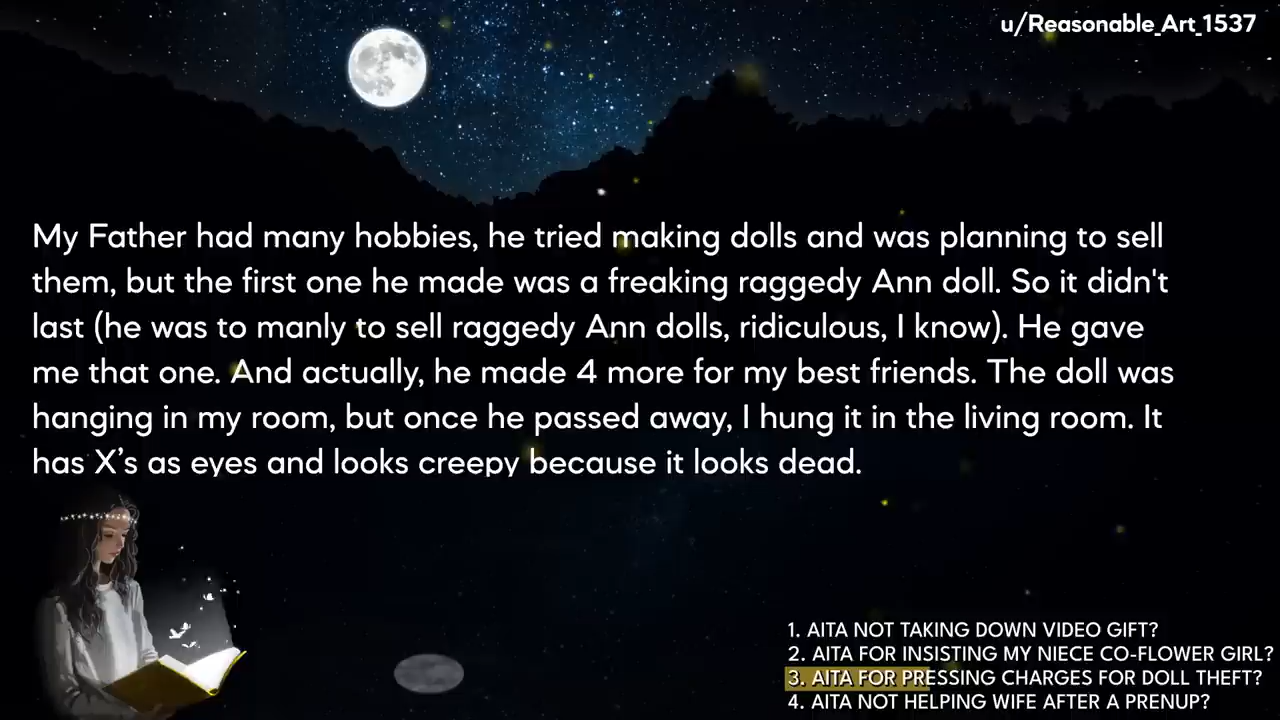 u/Reasonable_Art_1537
My Father had many hobbies, he tried making dolls and was planning to sell
them, but the first one he made was a freaking raggedy Ann doll. So it didn't
last (he was to manly to sell raggedy Ann dolls, ridiculous, I know). He gave
me that one. And actually, he made 4 more for my best friends. The doll was
hanging in my room, but once he passed away, I hung it in the living room. It
has X’s as eyes and looks creepy because it looks dead.
1. AITA NOT TAKING DOWN VIDEO GIFT?
2. AITA FOR INSISTING MY NIECE CO-FLOWER GIRL?
3. AITA FOR PRESSING CHARGES FOR DOLL THEFT?
4. AITA NOT HELPING WIFE AFTER A PRENUP?